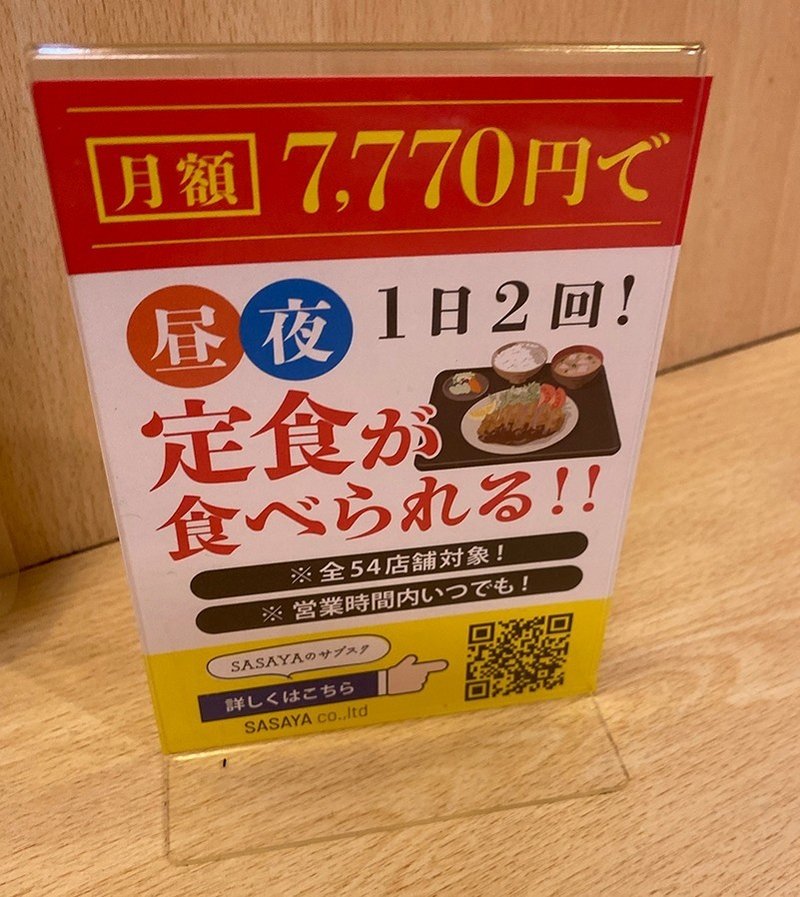 月額 7,770円で
昼 夜 1日2回!
定食が
食べられる!!
※全54店舗対象!
※営業時間内いつでも!
SASAYAのサブスク
詳しくはこちら
SASAYA co.,ltd